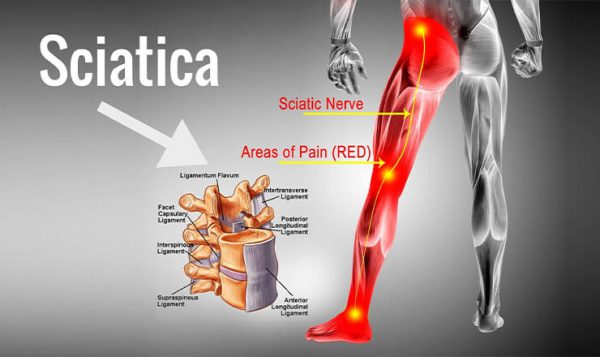 Sciatica
Sciatic Nerve
Areas of Pain (RED)
Ligamentum Flavum
Intertransverse
Ligament
Facet
Capsulary
Ligament
Posterior
Longitudinal
Ligament
Interspinous
Ligament
Supraspinous
Ligament
Anterior
Longitudinal
Ligament